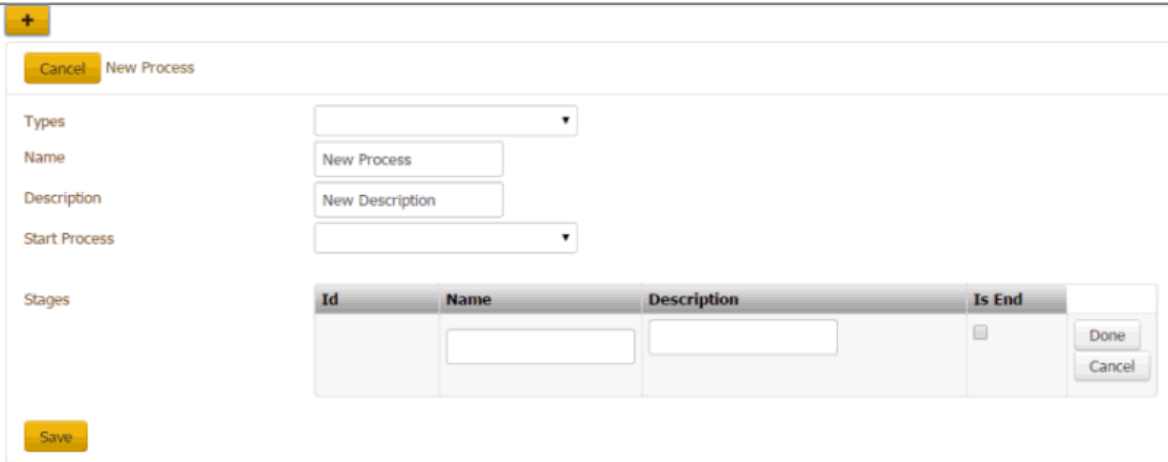 +
Cancel New Process
Types
Name New Process
Description New Description
Start Process
Stages Id Name Description Is End
Done
Cancel
Save